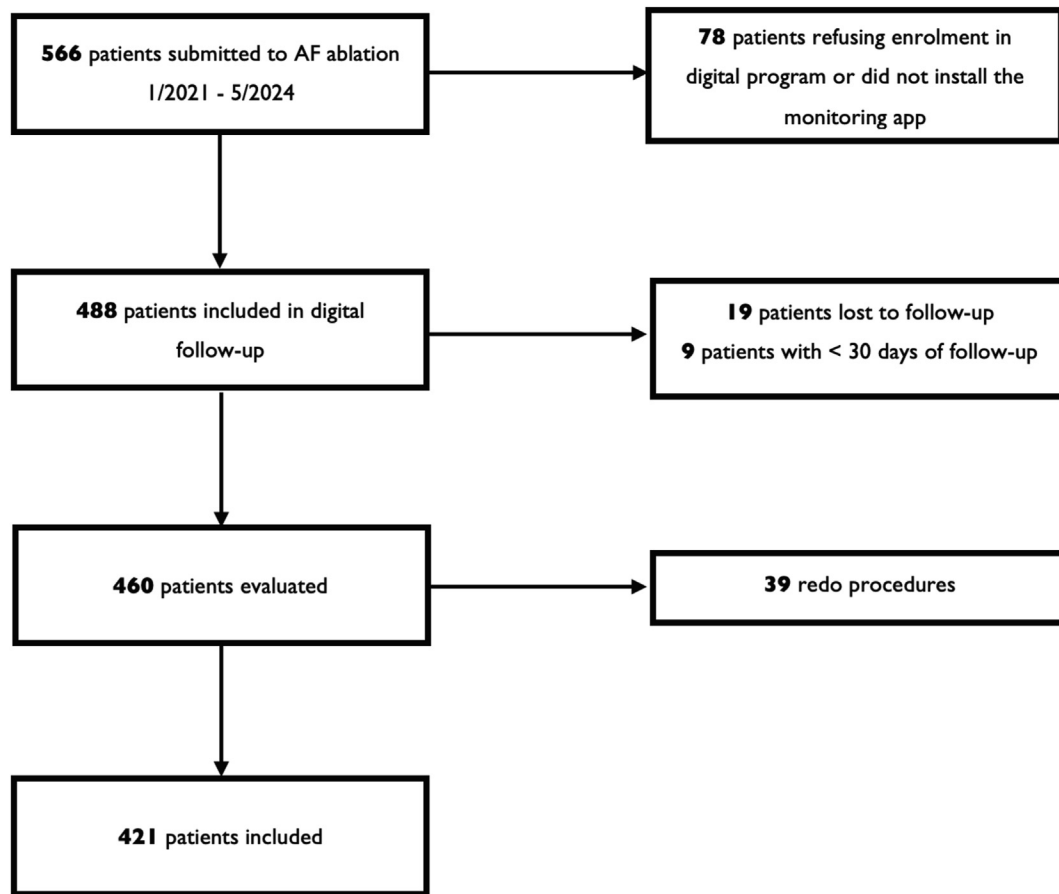 566 patients submitted to AF ablation
1/2021 - 5/2024
78 patients refusing enrolment in
digital program or did not install the
monitoring app
488 patients included in digital
follow-up
19 patients lost to follow-up
9 patients with < 30 days of follow-up
460 patients evaluated
39 redo procedures
421 patients included